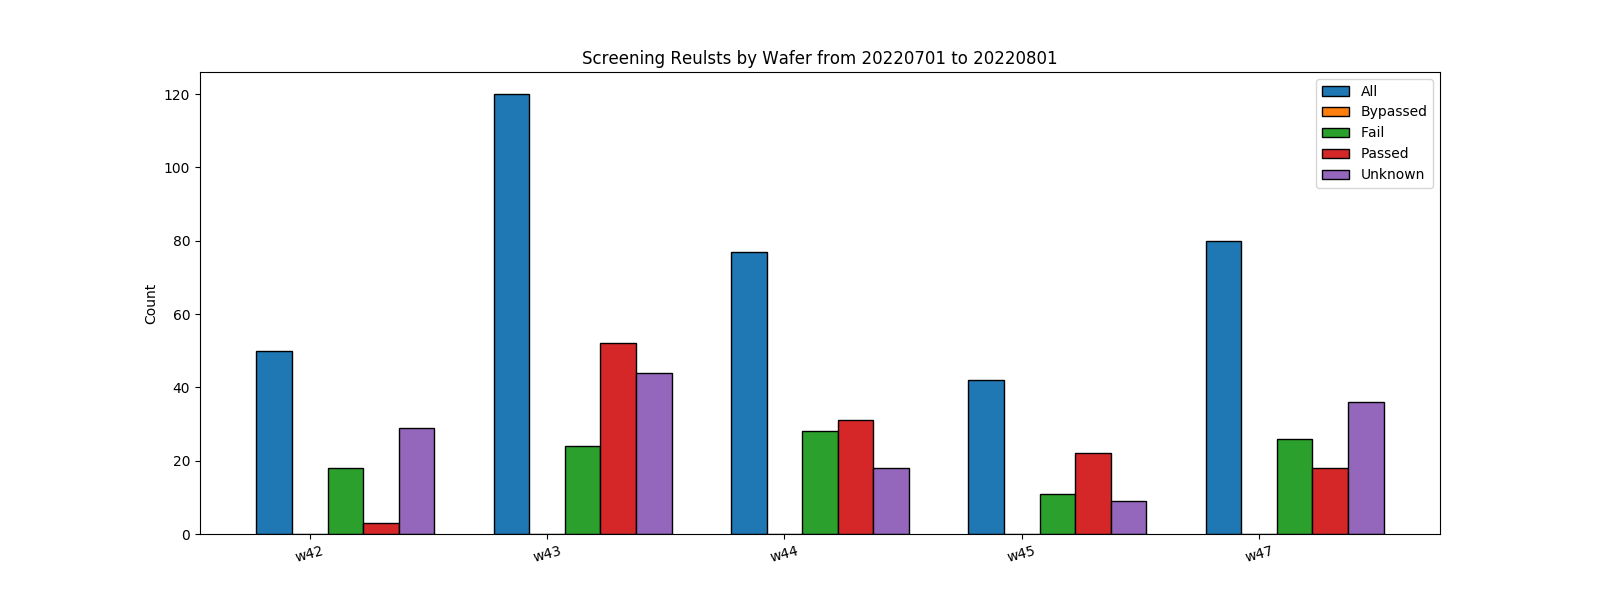 Screening Reulsts by Wafer from 20220701 to 20220801
All
Bypassed
Fail
Passed
Unknown
Count
120
100
80
60
40
20
0
w42
w43
w44
w45
w47